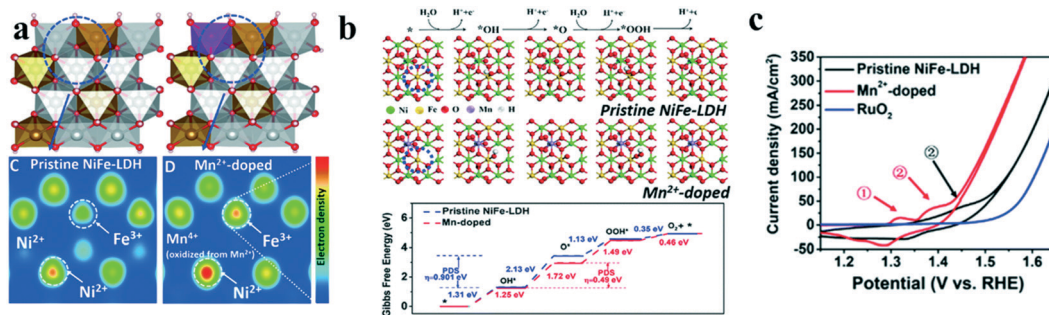 a
C Pristine NiFe-LDH
D Mn2+-doped
Ni2+
Fe3+
Ni2+
Mn4+
(oxidized from Mn2+)
Fe3+
Ni2+
Electron density
b
H2O H++e- H++e- H2O H++e-
* *OH *O *OOH
Ni Fe O Mn H
Pristine NiFe-LDH
Mn2+-doped
Gibbs Free Energy (eV)
6
4
2
0
Pristine NiFe-LDH
Mn-doped
*
1.31 eV
1.25 eV
OH*
2.13 eV
1.72 eV
O*
1.13 eV
1.49 eV
OOH*
0.35 eV
0.46 eV
O2+ *
PDS
η=0.901 eV
PDS
η=0.49 eV
c
Current density (mA/cm2)
350
300
250
200
150
100
50
0
50
Pristine NiFe-LDH
Mn2+-doped
RuO2
①
②
②
1.2 1.3 1.4 1.5 1.6
Potential (V vs. RHE)